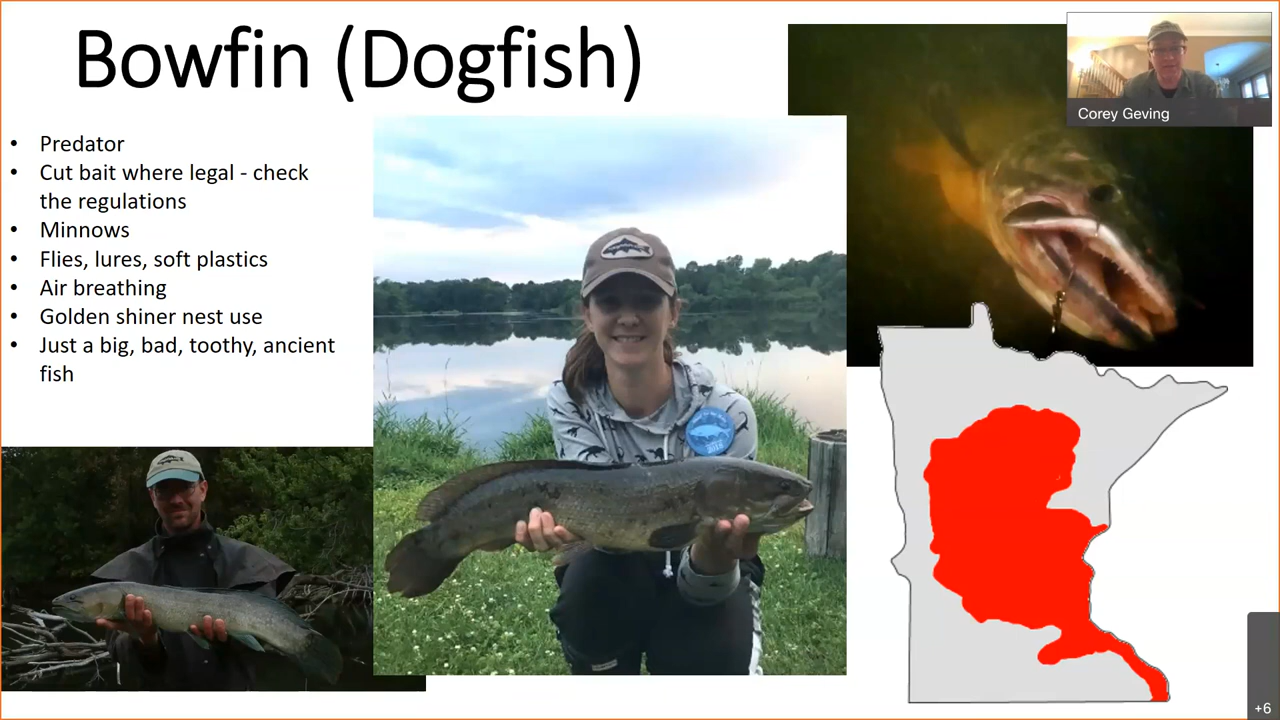 Bowfin (Dogfish)
Corey Geving
• Predator
• Cut bait where legal - check
the regulations
• Minnows
• Flies, lures, soft plastics
• Air breathing
• Golden shiner nest use
• Just a big, bad, toothy, ancient
fish
+6